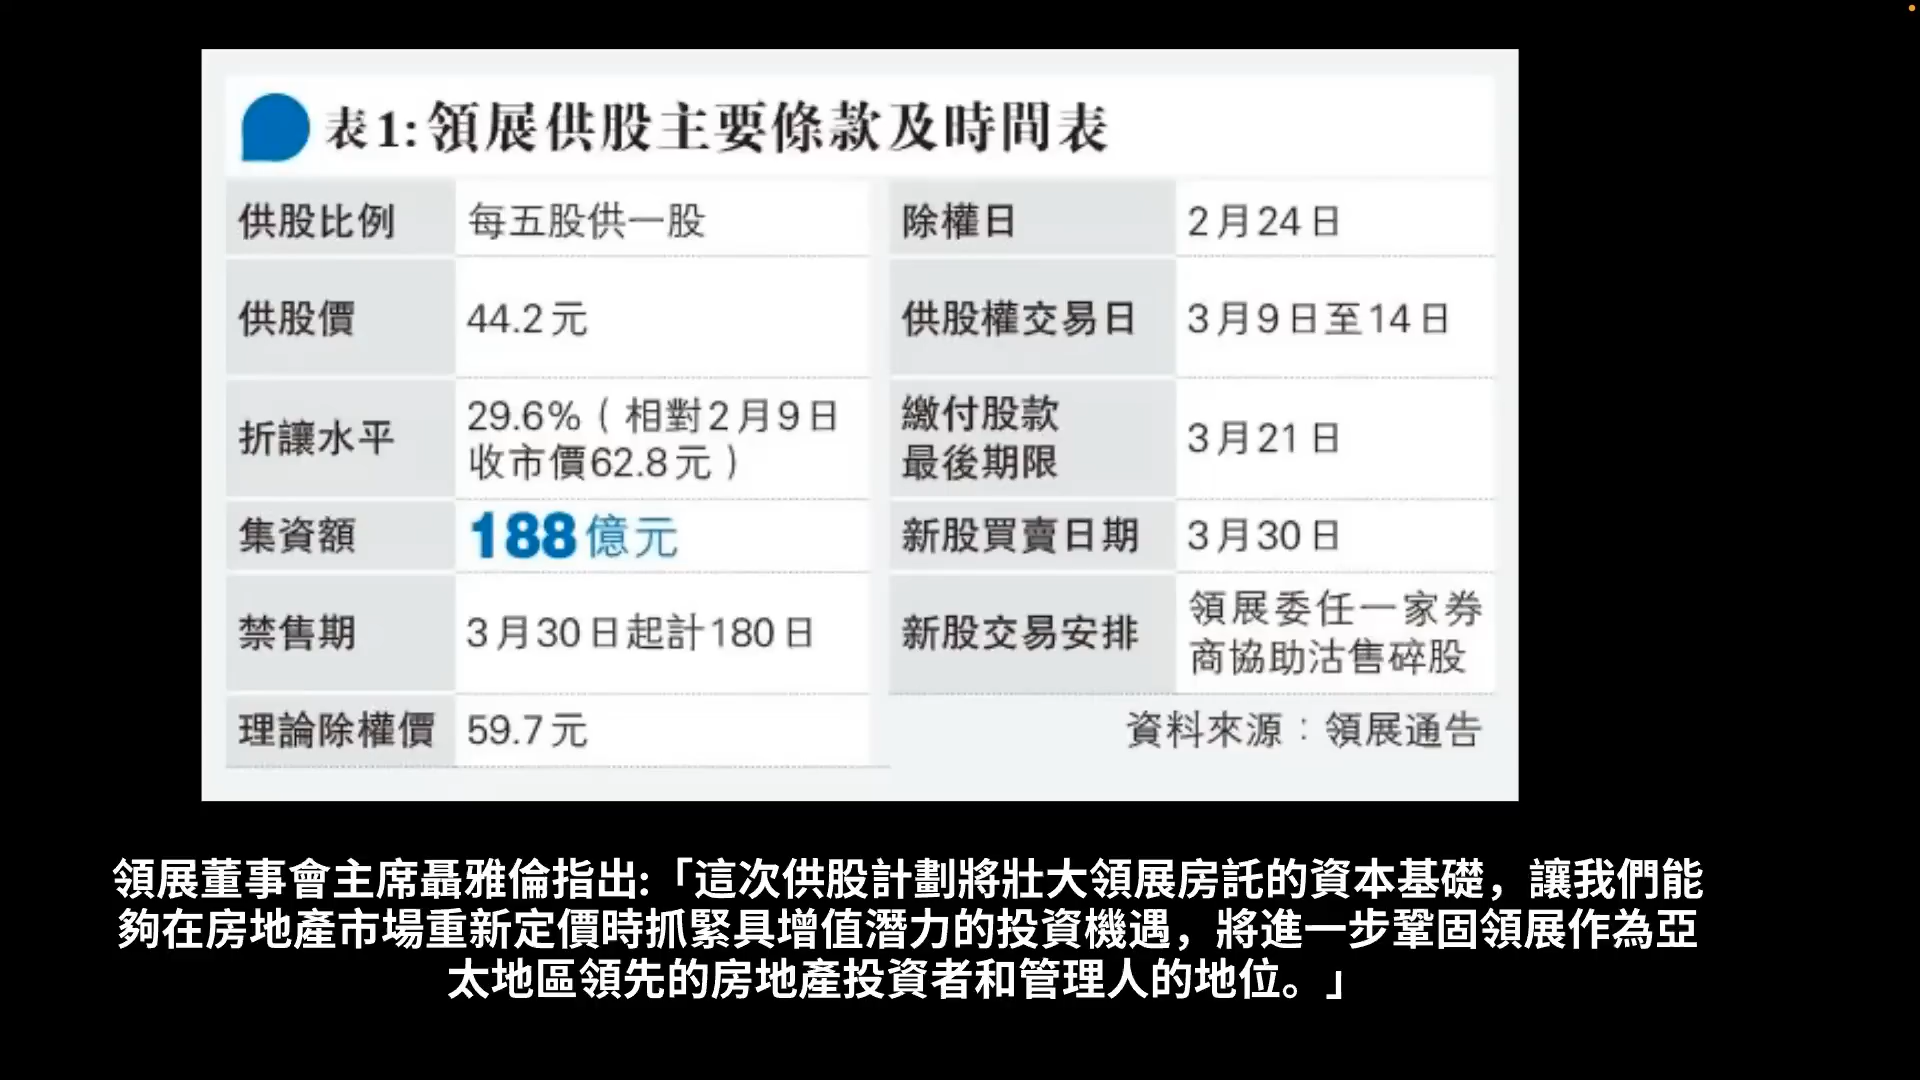 表1:領展供股主要條款及時間表
供股比例 每五股供一股 除權日 2月24日
供股價 44.2元 供股權交易日 3月9日至14日
折讓水平 29.6%（相對2月9日
收市價62.8元）
繳付股款
最後期限
3月21日
集資額 188億元 新股買賣日期 3月30日
禁售期 3月30日起計180日 新股交易安排 領展委任一家券
商協助沽售碎股
理論除權價 59.7元
資料來源：領展通告
領展董事會主席聶雅倫指出:「這次供股計劃將壯大領展房託的資本基礎，讓我們能
夠在房地產市場重新定價時抓緊具增值潛力的投資機遇，將進一步鞏固領展作為亞
太地區領先的房地產投資者和管理人的地位。」